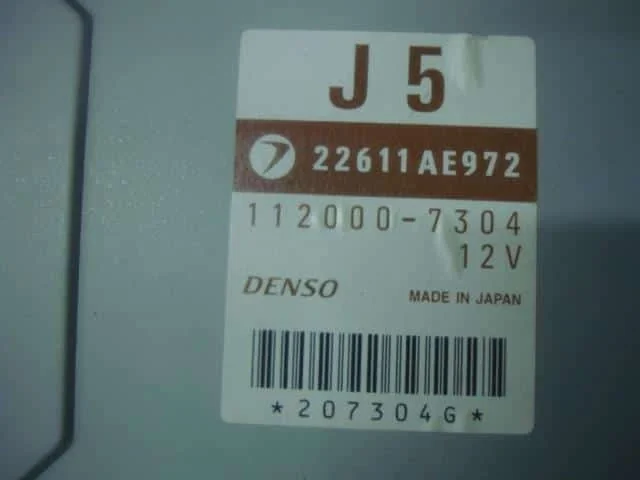 J 5
22611AE972
112000-7304
12V
DENSO
MADE IN JAPAN
*207304G*